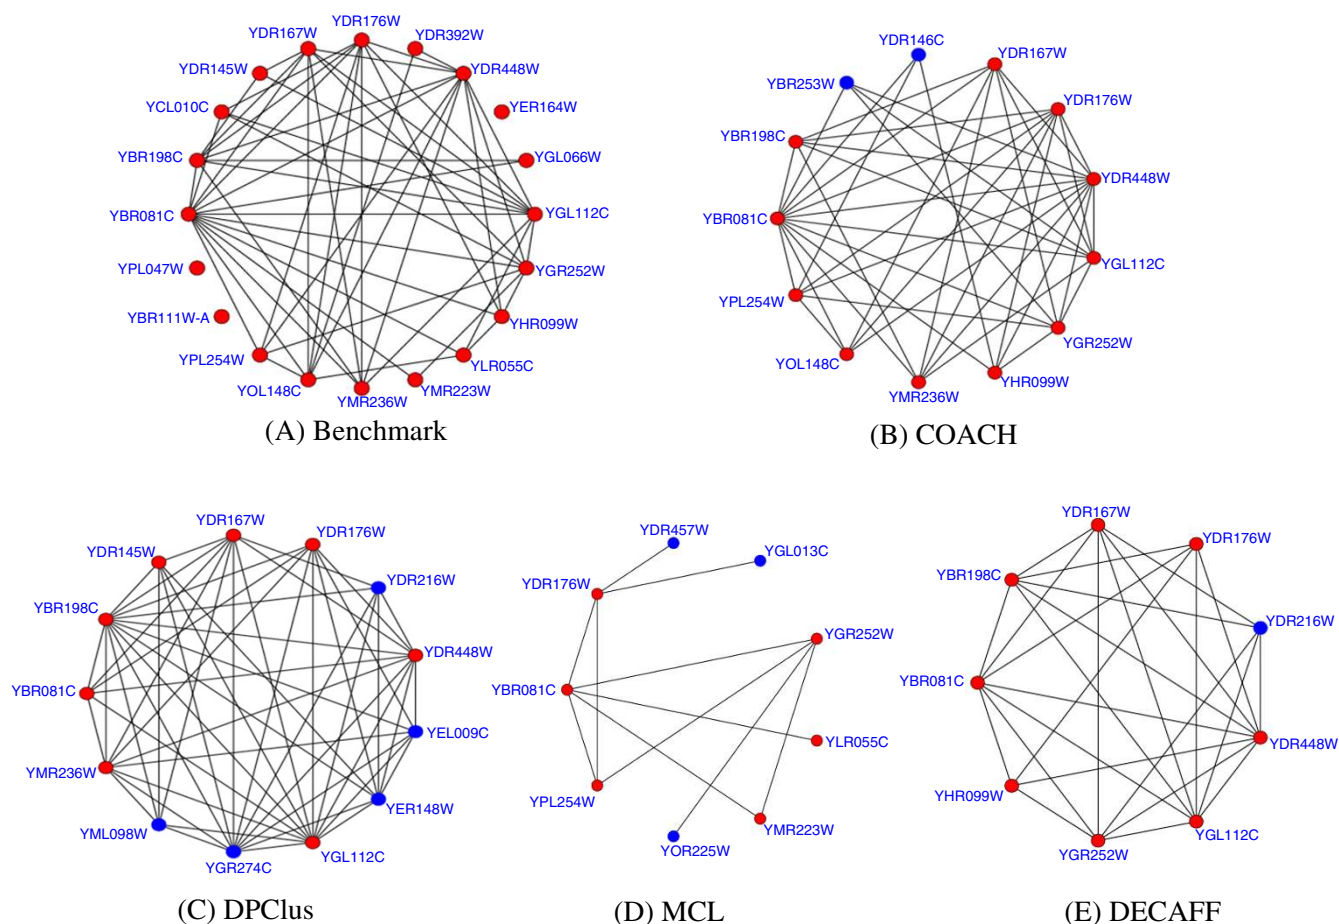 YDR176W
YDR167W
YDR392W
YDR145W
YDR448W
YCL010C
YER164W
YBR198C
YGL066W
YBR081C
YGL112C
YPL047W
YGR252W
YBR111W-A
YHR099W
YPL254W
YLR055C
YOL148C
YMR223W
YMR236W
(A) Benchmark
YDR146C
YDR167W
YBR253W
YDR176W
YBR198C
YDR448W
YBR081C
YGL112C
YPL254W
YGR252W
YOL148C
YHR099W
YMR236W
(B) COACH
YDR167W
YDR176W
YDR145W
YDR216W
YBR198C
YDR448W
YBR081C
YEL009C
YMR236W
YER148W
YML098W
YGL112C
YGR274C
(C) DPClus
YDR457W
YGL013C
YDR176W
YGR252W
YBR081C
YLR055C
YPL254W
YMR223W
YOR225W
(D) MCL
YDR167W
YDR176W
YBR198C
YDR216W
YBR081C
YDR448W
YHR099W
YGL112C
YGR252W
(E) DECAFF